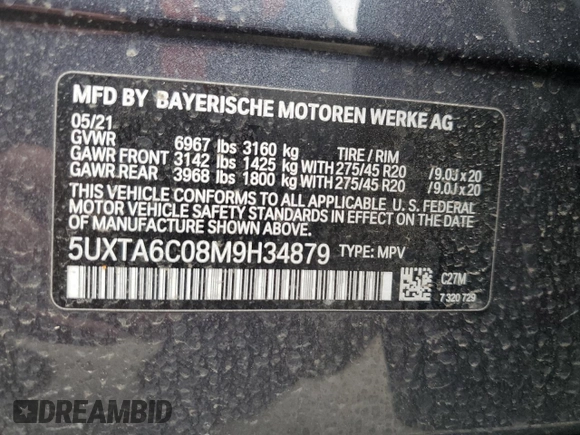 MFD BY BAYERISCHE MOTOREN WERKE AG
05/21
GVWR 6967 lbs 3160 kg TIRE / RIM
GAWR FRONT 3142 lbs 1425 kg WITH 275/45 R20 /9.0J x 20
GAWR REAR 3968 lbs 1800 kg WITH 275/45 R20 /9.0J x 20
THIS VEHICLE CONFORMS TO ALL APPLICABLE U. S. FEDERAL
MOTOR VEHICLE SAFETY STANDARDS IN EFFECT ON THE DATE
OF MANUFACTURE SHOWN ABOVE.
5UXTA6C08M9H34879 TYPE: MPV
C27M
7 320 729
DREAMBID